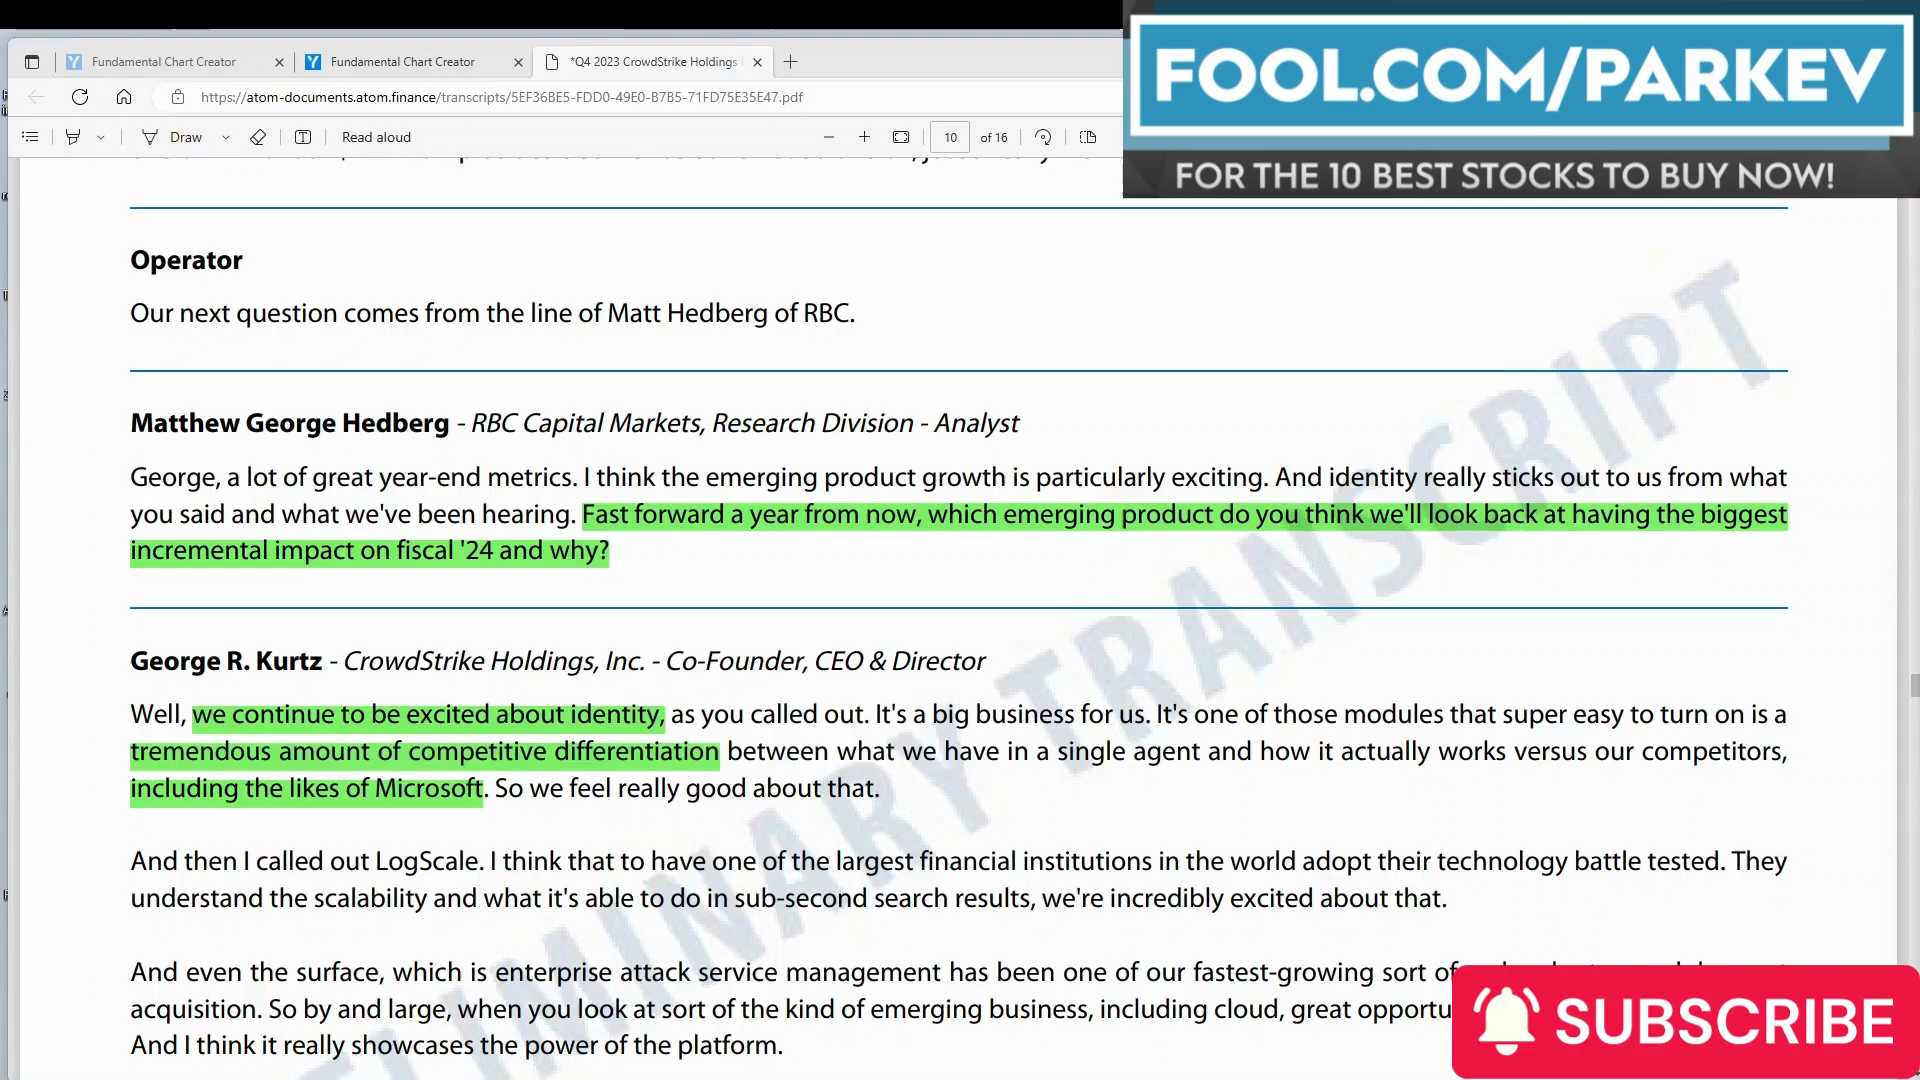 FOOL.COM/PARKEV
FOR THE 10 BEST STOCKS TO BUY NOW!
Fundamental Chart Creator
Fundamental Chart Creator
*Q4 2023 CrowdStrike Holdings
https://atom-documents.atom.finance/transcripts/5EF36BE5-FDD0-49E0-B7B5-71FD75E35E47.pdf
Draw
Read aloud
10 of 16
Operator
Our next question comes from the line of Matt Hedberg of RBC.
Matthew George Hedberg - RBC Capital Markets, Research Division - Analyst
George, a lot of great year-end metrics. I think the emerging product growth is particularly exciting. And identity really sticks out to us from what
you said and what we've been hearing. Fast forward a year from now, which emerging product do you think we'll look back at having the biggest
incremental impact on fiscal '24 and why?
George R. Kurtz - CrowdStrike Holdings, Inc. - Co-Founder, CEO & Director
Well, we continue to be excited about identity, as you called out. It's a big business for us. It's one of those modules that super easy to turn on is a
tremendous amount of competitive differentiation between what we have in a single agent and how it actually works versus our competitors,
including the likes of Microsoft. So we feel really good about that.
And then I called out LogScale. I think that to have one of the largest financial institutions in the world adopt their technology battle tested. They
understand the scalability and what it's able to do in sub-second search results, we're incredibly excited about that.
And even the surface, which is enterprise attack service management has been one of our fastest-growing sort of
acquisition. So by and large, when you look at sort of the kind of emerging business, including cloud, great
And I think it really showcases the power of the platform.
TRANSCRIPT
SUBSCRIBE